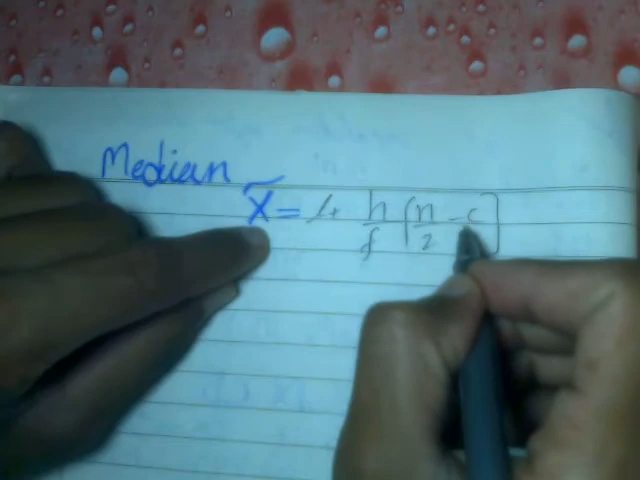 Median
x̃ = l + h/f [n/2 - c]